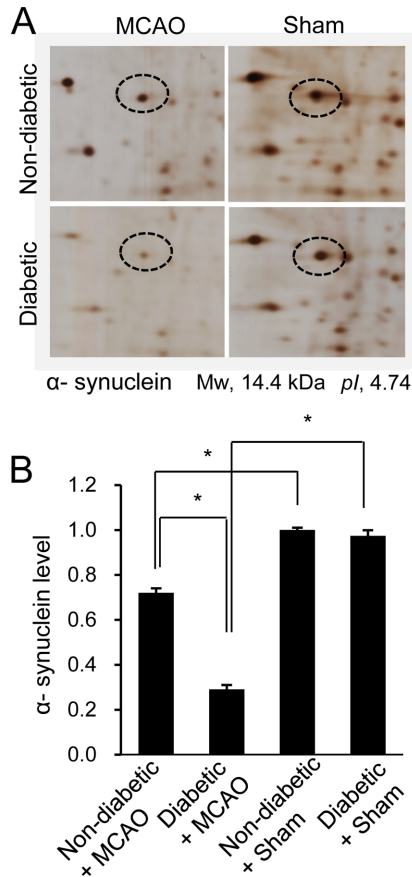 A
MCAO Sham
Non-diabetic
Diabetic
α- synuclein Mw, 14.4 kDa pI, 4.74
B
*
*
*
α- synuclein level
1.2
1.0
0.8
0.6
0.4
0.2
0.0
Non-diabetic
+ MCAO
Diabetic
+ MCAO
Non-diabetic
+ Sham
Diabetic
+ Sham